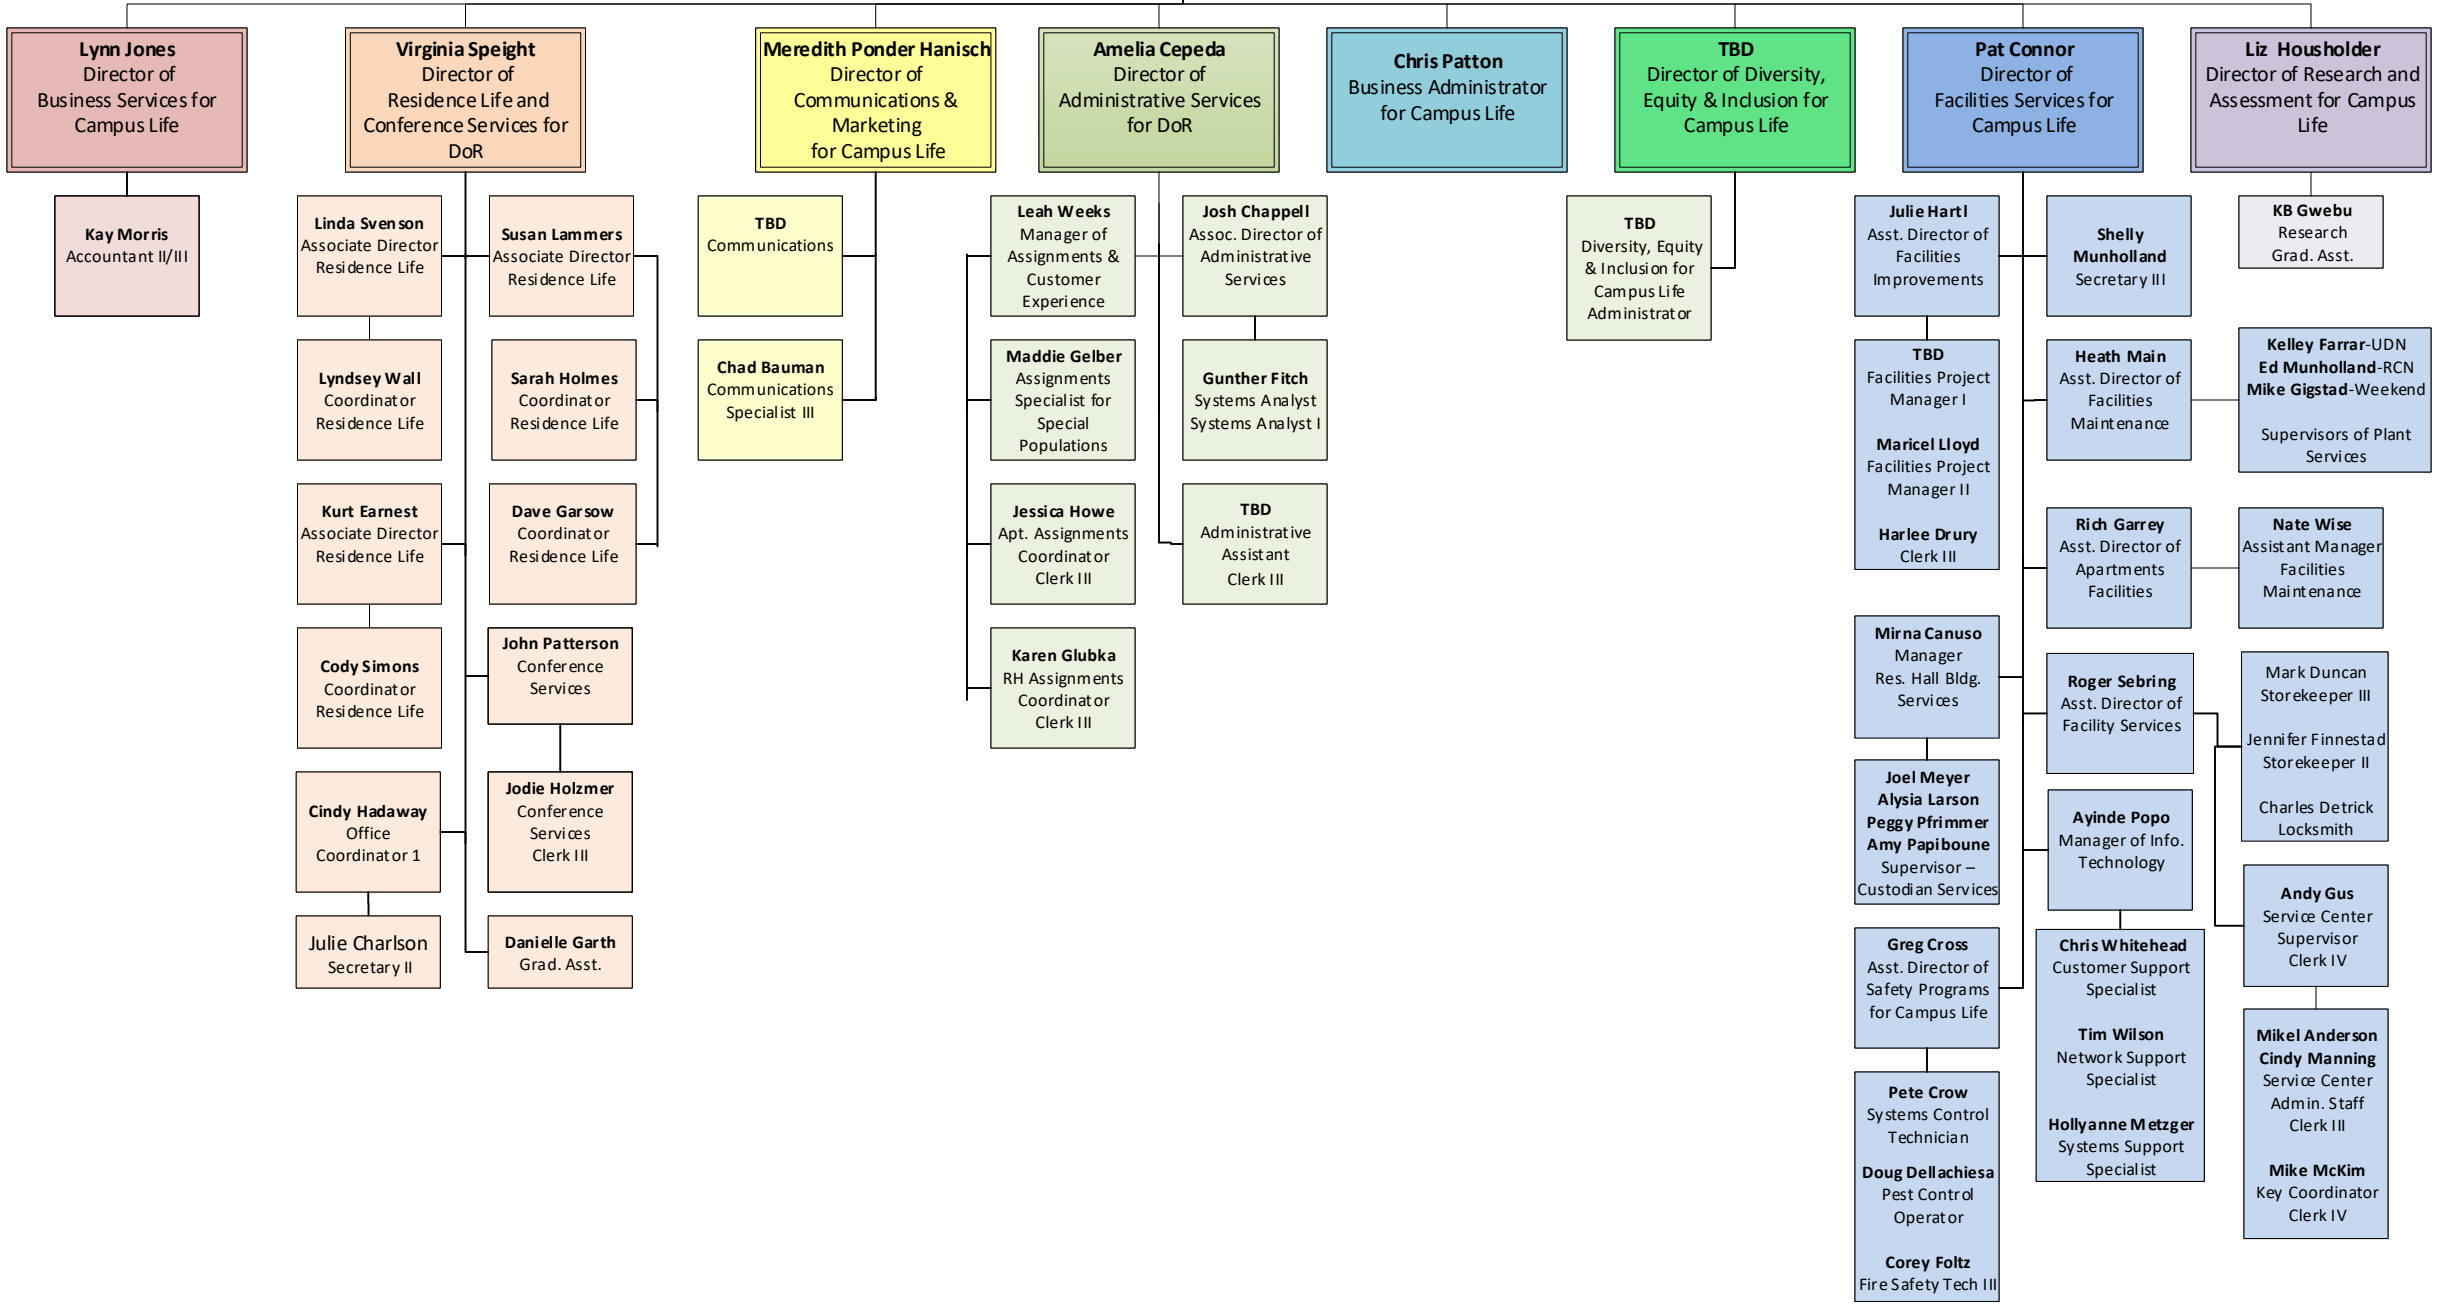 Lynn Jones
Director of
Business Services for
Campus Life
Virginia Speight
Director of
Residence Life and
Conference Services for
DoR
Meredith Ponder Hanisch
Director of
Communications &
Marketing
for Campus Life
Amelia Cepeda
Director of
Administrative Services
for DoR
Chris Patton
Business Administrator
for Campus Life
TBD
Director of Diversity,
Equity & Inclusion for
Campus Life
Pat Connor
Director of
Facilities Services for
Campus Life
Liz Housholder
Director of Research and
Assessment for Campus
Life
Kay Morris
Accountant II/III
Linda Svenson
Associate Director
Residence Life
Susan Lammers
Associate Director
Residence Life
Lyndsey Wall
Coordinator
Residence Life
Sarah Holmes
Coordinator
Residence Life
Kurt Earnest
Associate Director
Residence Life
Dave Garsow
Coordinator
Residence Life
Cody Simons
Coordinator
Residence Life
John Patterson
Conference
Services
Cindy Hadaway
Office
Coordinator 1
Jodie Holzmer
Conference
Services
Clerk III
Julie Charlson
Secretary II
Danielle Garth
Grad. Asst.
TBD
Communications
Chad Bauman
Communications
Specialist III
Leah Weeks
Manager of
Assignments &
Customer
Experience
Josh Chappell
Assoc. Director of
Administrative
Services
Maddie Gelber
Assignments
Specialist for
Special
Populations
Gunther Fitch
Systems Analyst
Systems Analyst I
Jessica Howe
Apt. Assignments
Coordinator
Clerk III
TBD
Administrative
Assistant
Clerk III
Karen Glubka
RH Assignments
Coordinator
Clerk III
TBD
Diversity, Equity
& Inclusion for
Campus Life
Administrator
Julie Hartl
Asst. Director of
Facilities
Improvements
Shelly
Munholland
Secretary III
TBD
Facilities Project
Manager I
Maricel Lloyd
Facilities Project
Manager II
Harlee Drury
Clerk III
Heath Main
Asst. Director of
Facilities
Maintenance
Kelley Farrar-UDN
Ed Munholland-RCN
Mike Gigstad-Weekend
Supervisors of Plant
Services
Rich Garrey
Asst. Director of
Apartments
Facilities
Nate Wise
Assistant Manager
Facilities
Maintenance
Mirna Canuso
Manager
Res. Hall Bldg.
Services
Roger Sebring
Asst. Director of
Facility Services
Mark Duncan
Storekeeper III
Jennifer Finnestad
Storekeeper II
Charles Detrick
Locksmith
Joel Meyer
Alysia Larson
Peggy Pfrimmer
Amy Papiboune
Supervisor –
Custodian Services
Ayinde Popo
Manager of Info.
Technology
Andy Gus
Service Center
Supervisor
Clerk IV
Greg Cross
Asst. Director of
Safety Programs
for Campus Life
Chris Whitehead
Customer Support
Specialist
Tim Wilson
Network Support
Specialist
Hollyanne Metzger
Systems Support
Specialist
Mikel Anderson
Cindy Manning
Service Center
Admin. Staff
Clerk III
Mike McKim
Key Coordinator
Clerk IV
Pete Crow
Systems Control
Technician
Doug Dellachiesa
Pest Control
Operator
Corey Foltz
Fire Safety Tech III
KB Gwebu
Research
Grad. Asst.